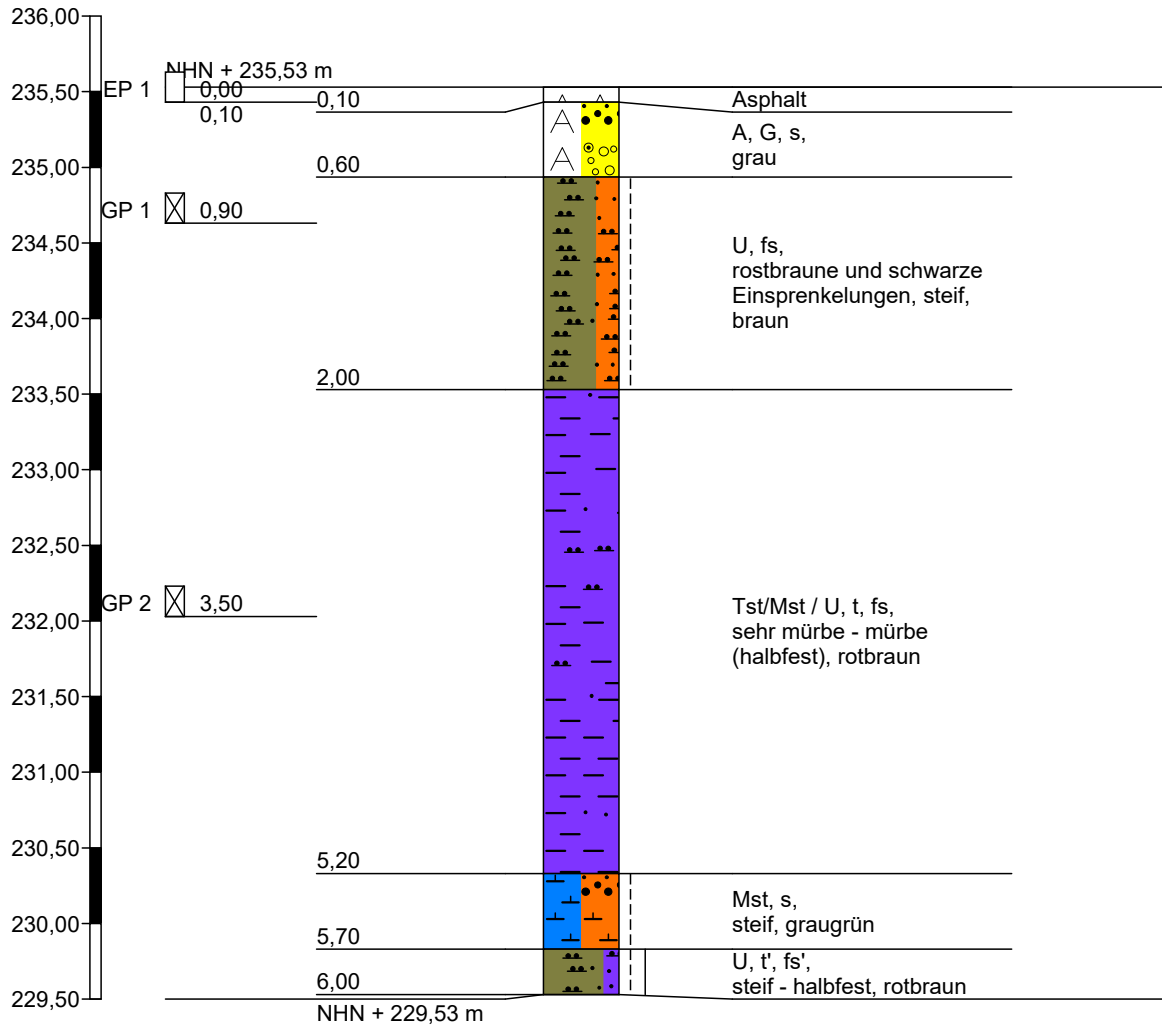 236,00
NHN + 235,53 m
235,50
EP 1
0,00
0,10
0,10
Asphalt
A, G, s,
grau
235,00
0,60
GP 1
0,90
234,50
U, fs,
rostbraune und schwarze
Einsprenkelungen, steif,
braun
234,00
2,00
233,50
233,00
232,50
GP 2
3,50
232,00
Tst/Mst / U, t, fs,
sehr mürbe - mürbe
(halbfest), rotbraun
231,50
231,00
230,50
5,20
Mst, s,
steif, graugrün
230,00
5,70
U, t', fs',
steif - halbfest, rotbraun
6,00
229,50
NHN + 229,53 m